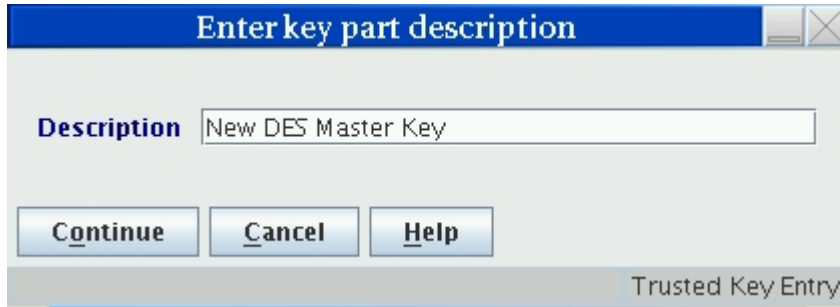 Enter key part description
Description New DES Master Key
Continue Cancel Help
Trusted Key Entry